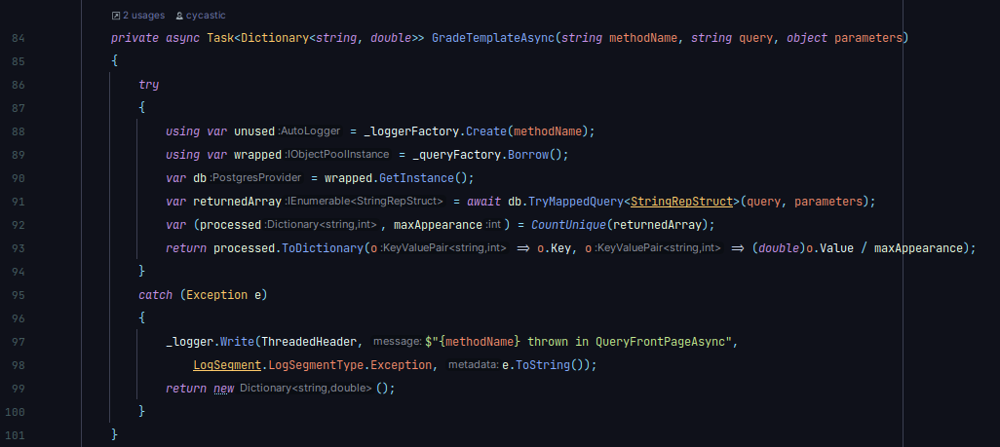 2 usages cycastic
84 private async Task<Dictionary<string, double>> GradeTemplateAsync(string methodName, string query, object parameters)
85 {
86 try
87 {
88 using var unused :AutoLogger = _loggerFactory.Create(methodName);
89 using var wrapped :IObjectPoolInstance = _queryFactory.Borrow();
90 var db :PostgresProvider = wrapped.GetInstance();
91 var returnedArray :IEnumerable<StringRepStruct> = await db.TryMappedQuery<StringRepStruct>(query, parameters);
92 var (processed :Dictionary<string,int> , maxAppearance :int ) = CountUnique(returnedArray);
93 return processed.ToDictionary(o :KeyValuePair<string,int> => o.Key, o :KeyValuePair<string,int> => (double)o.Value / maxAppearance);
94 }
95 catch (Exception e)
96 {
97 _logger.Write(ThreadedHeader, message: $"{methodName} thrown in QueryFrontPageAsync",
98 LogSegment.LogSegmentType.Exception, metadata: e.ToString());
99 return new Dictionary<string,double> ();
100 }
101 }